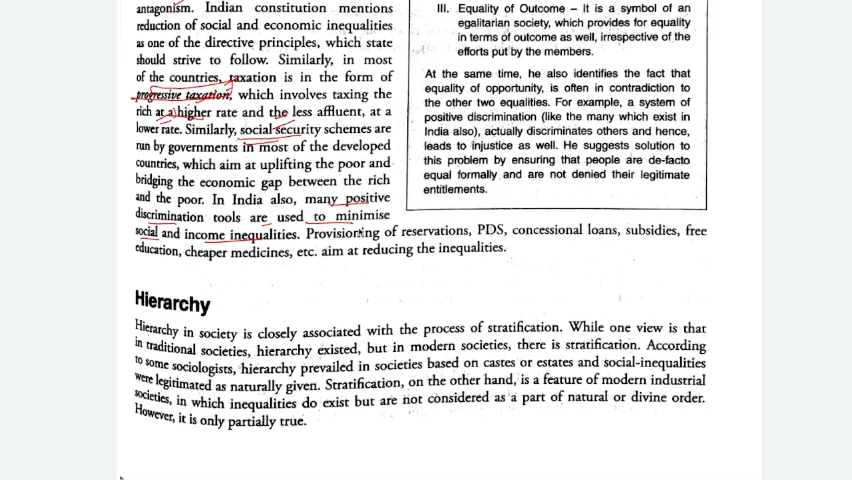 antagonism. Indian constitution mentions
reduction of social and economic inequalities
as one of the directive principles, which state
should strive to follow. Similarly, in most
of the countries, taxation is in the form of
progressive taxation, which involves taxing the
rich at a higher rate and the less affluent, at a
lower rate. Similarly, social security schemes are
run by governments in most of the developed
countries, which aim at uplifting the poor and
bridging the economic gap between the rich
and the poor. In India also, many positive
discrimination tools are used to minimise
social and income inequalities. Provisioning of reservations, PDS, concessional loans, subsidies, free
education, cheaper medicines, etc. aim at reducing the inequalities.
III. Equality of Outcome – It is a symbol of an
egalitarian society, which provides for equality
in terms of outcome as well, irrespective of the
efforts put by the members.
At the same time, he also identifies the fact that
equality of opportunity, is often in contradiction to
the other two equalities. For example, a system of
positive discrimination (like the many which exist in
India also), actually discriminates others and hence,
leads to injustice as well. He suggests solution to
this problem by ensuring that people are de-facto
equal formally and are not denied their legitimate
entitlements.
Hierarchy
Hierarchy in society is closely associated with the process of stratification. While one view is that
in traditional societies, hierarchy existed, but in modern societies, there is stratification. According
to some sociologists, hierarchy prevailed in societies based on castes or estates and social-inequalities
were legitimated as naturally given. Stratification, on the other hand, is a feature of modern industrial
societies, in which inequalities do exist but are not considered as a part of natural or divine order.
However, it is only partially true.